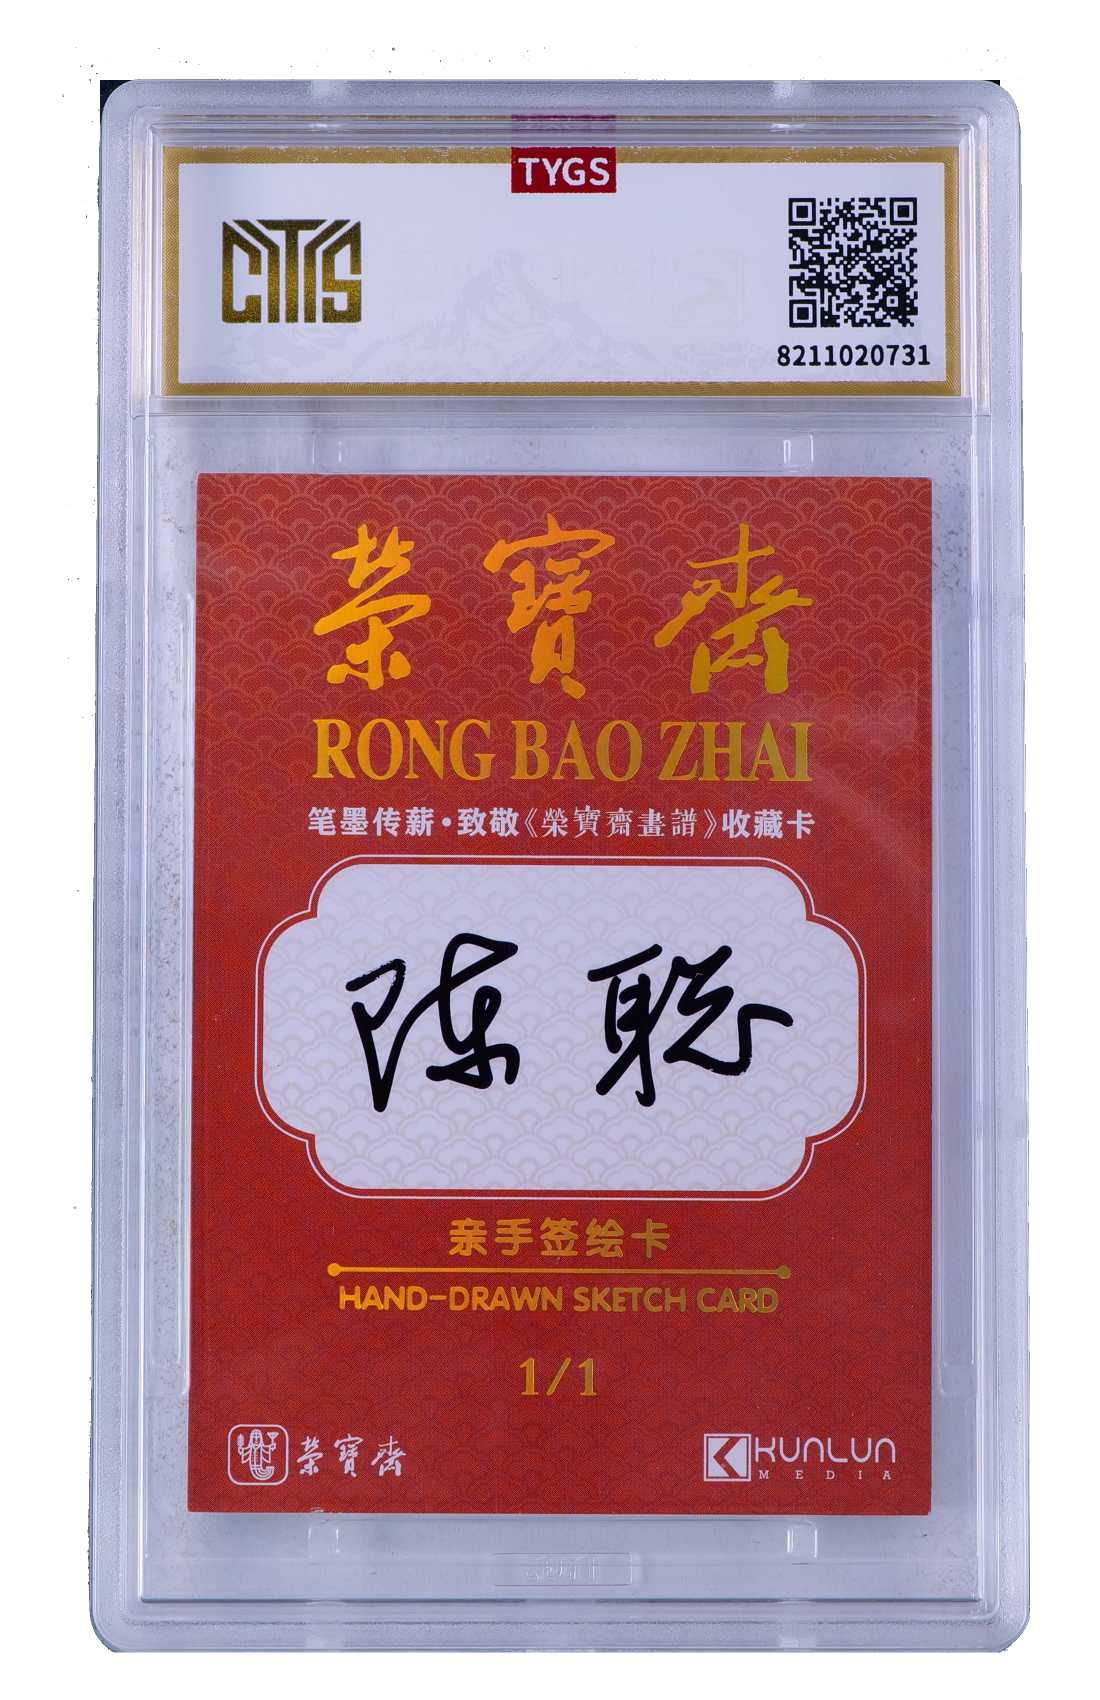 TYGS
CTIS
8211020731
榮寶齋
RONG BAO ZHAI
笔墨传薪·致敬《榮寶齋畫譜》收藏卡
陈聪
亲手签绘卡
HAND-DRAWN SKETCH CARD
1/1
榮寶齋
KUNLUN
MEDIA